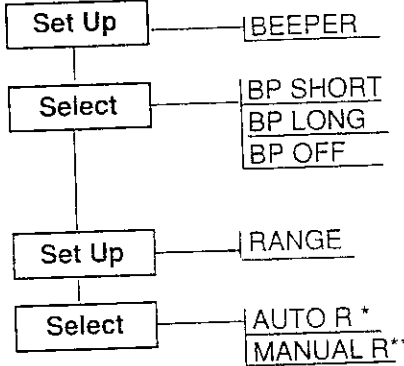 Set Up BEEPER
Select BP SHORT
BP LONG
BP OFF
Set Up RANGE
Select AUTO R *
MANUAL R**